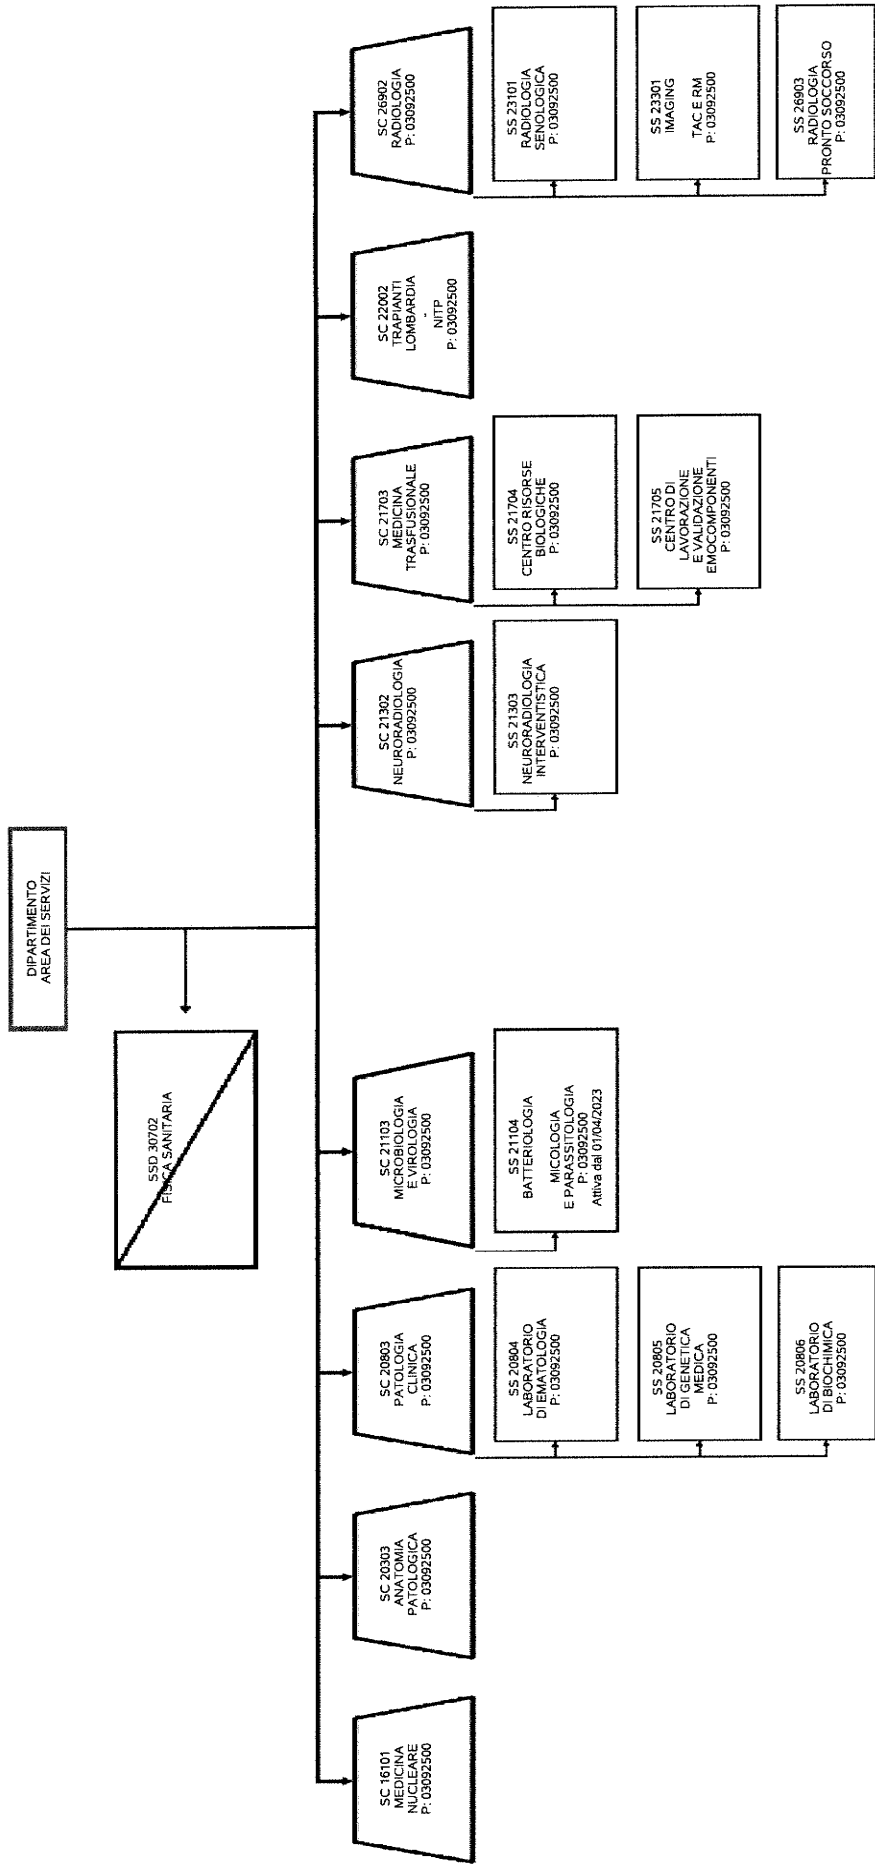 DIPARTIMENTO
AREA DEI SERVIZI
SSD 30702
FISICA SANITARIA
SC 16101
MEDICINA
NUCLEARE
P: 03092500
SC 20303
ANATOMIA
PATOLOGICA
P: 03092500
SC 20803
PATOLOGIA
CLINICA
P: 03092500
SS 20804
LABORATORIO
DI EMATOLOGIA
P: 03092500
SS 20805
LABORATORIO
DI GENETICA
MEDICA
P: 03092500
SS 20806
LABORATORIO
DI BIOCHIMICA
P: 03092500
SC 21103
MICROBIOLOGIA
E VIROLOGIA
P: 03092500
SS 21104
BATTERIOLOGIA
MICOLOGIA
E PARASSITOLOGIA
P: 03092500
Attiva dal 01/04/2023
SC 21302
NEURORADIOLOGIA
P: 03092500
SS 21303
NEURORADIOLOGIA
INTERVENTISTICA
P: 03092500
SC 21703
MEDICINA
TRASFUSIONALE
P: 03092500
SS 21704
CENTRO RISORSE
BIOLOGICHE
P: 03092500
SS 21705
CENTRO DI
LAVORAZIONE
E VALIDAZIONE
EMOCOMPONENTI
P: 03092500
SC 22002
TRAPIANTI
LOMBARDIA
-
NITP
P: 03092500
SC 26902
RADIOLOGIA
P: 03092500
SS 23101
RADIOLOGIA
SENOLOGICA
P: 03092500
SS 23301
IMAGING
TAC E RM
P: 03092500
SS 26903
RADIOLOGIA
PRONTO SOCCORSO
P: 03092500